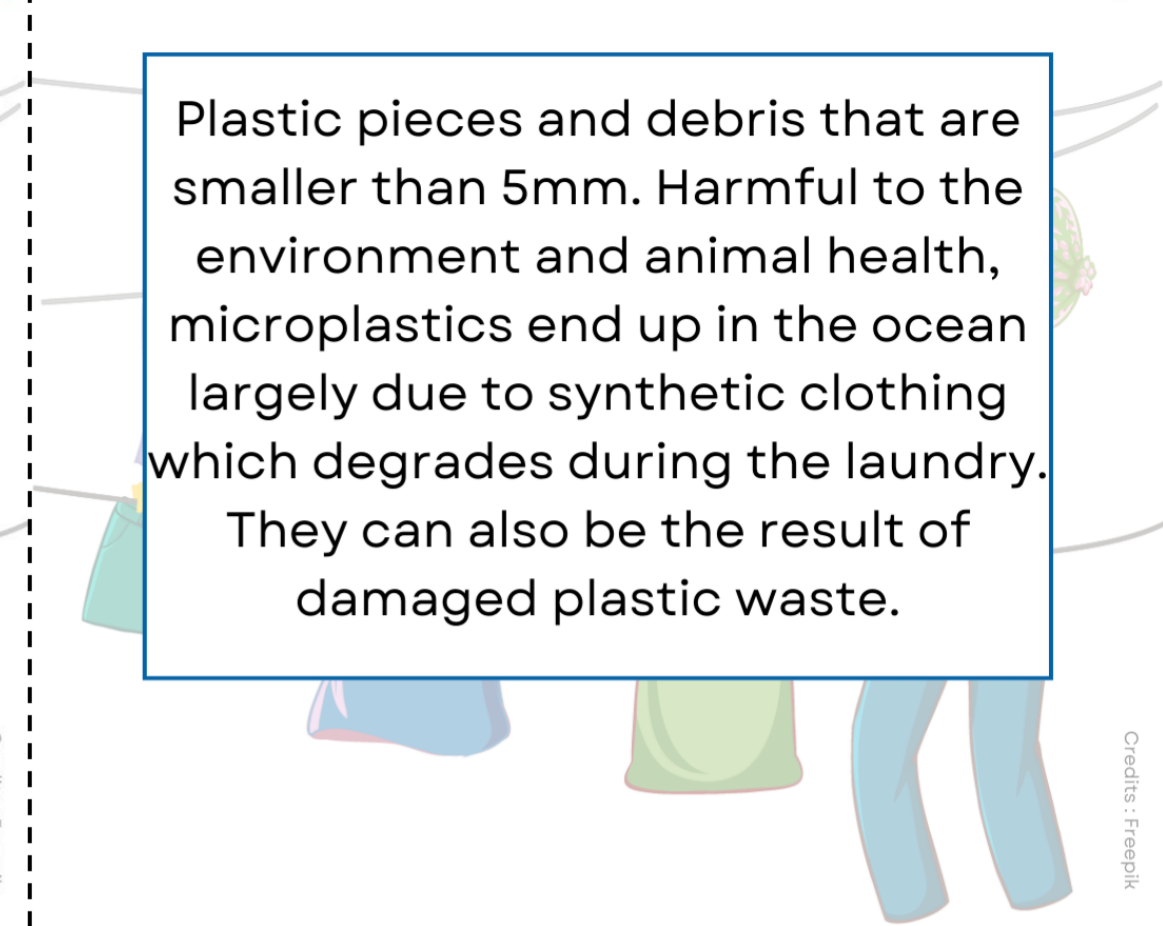 Plastic pieces and debris that are
smaller than 5mm. Harmful to the
environment and animal health,
microplastics end up in the ocean
largely due to synthetic clothing
which degrades during the laundry.
They can also be the result of
damaged plastic waste.
Credits : Freepik